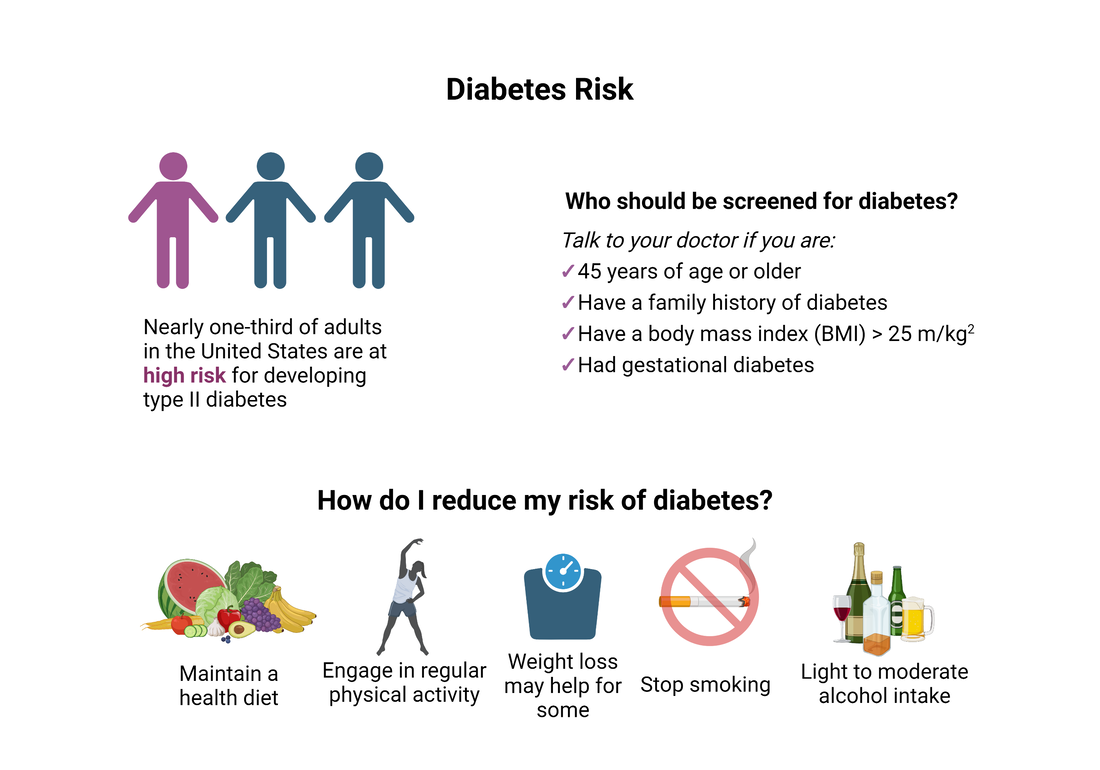 Diabetes Risk
Nearly one-third of adults
in the United States are at
high risk for developing
type II diabetes
Who should be screened for diabetes?
Talk to your doctor if you are:
✓45 years of age or older
✓Have a family history of diabetes
✓Have a body mass index (BMI) > 25 m/kg²
✓Had gestational diabetes
How do I reduce my risk of diabetes?
Maintain a
health diet
Engage in regular
physical activity
Weight loss
may help for
some
Stop smoking
Light to moderate
alcohol intake